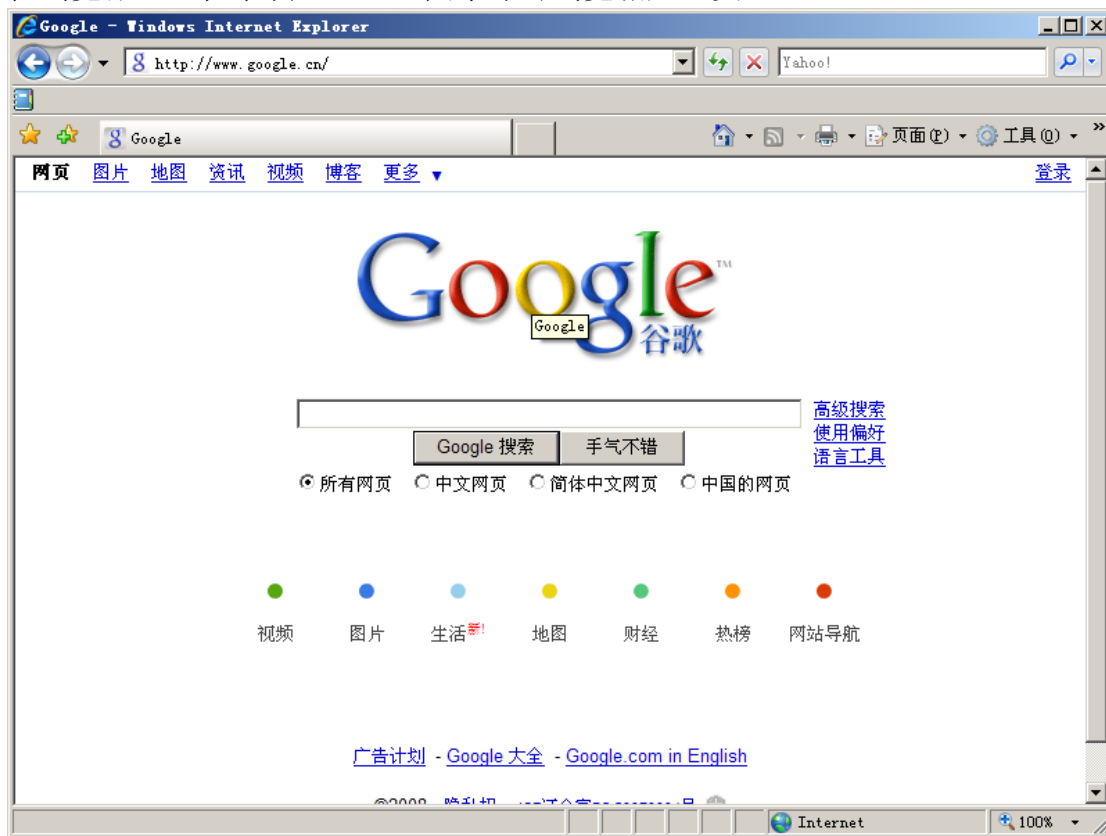 Google - Windows Internet Explorer
http://www.google.cn/
Yahoo!
Google
页面(P)
工具(O)
»
网页 图片 地图 资讯 视频 博客 更多 ▼
登录
Google™
谷歌
Google
高级搜索
Google 搜索 手气不错
使用偏好
语言工具
所有网页 中文网页 简体中文网页 中国的网页
视频 图片 生活新! 地图 财经 热榜 网站导航
广告计划 - Google 大全 - Google.com in English
©2008
Internet
100%